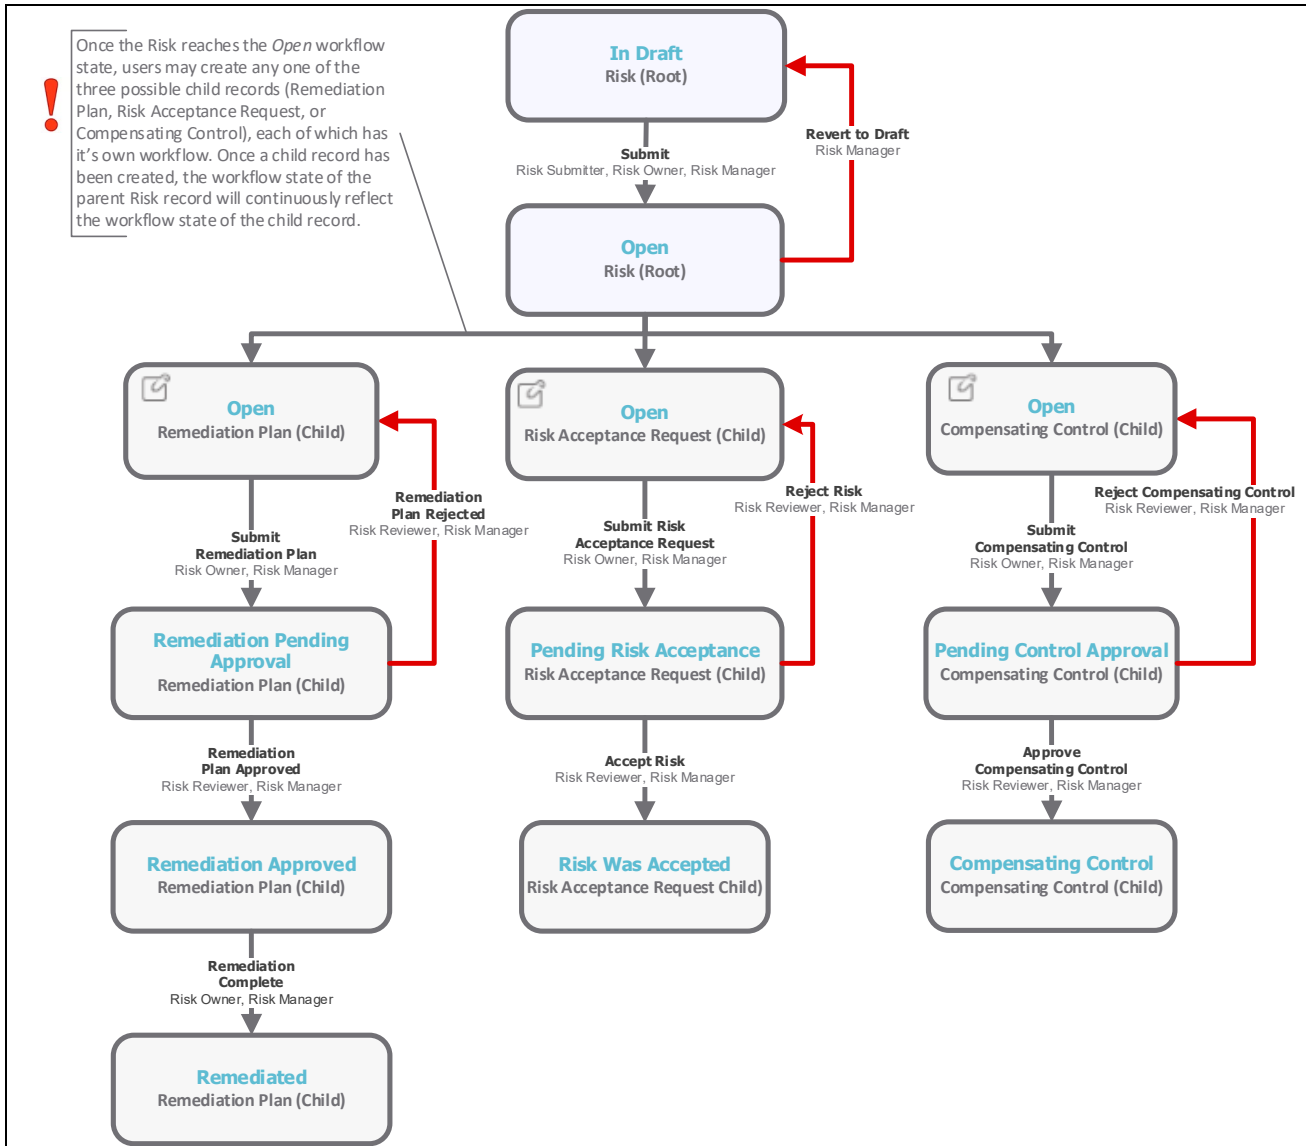 Once the Risk reaches the Open workflow
state, users may create any one of the
three possible child records (Remediation
Plan, Risk Acceptance Request, or
Compensating Control), each of which has
it's own workflow. Once a child record has
been created, the workflow state of the
parent Risk record will continuously reflect
the workflow state of the child record.
In Draft
Risk (Root)
Revert to Draft
Risk Manager
Submit
Risk Submitter, Risk Owner, Risk Manager
Open
Risk (Root)
Open
Remediation Plan (Child)
Open
Risk Acceptance Request (Child)
Open
Compensating Control (Child)
Remediation
Plan Rejected
Risk Reviewer, Risk Manager
Reject Risk
Risk Reviewer, Risk Manager
Reject Compensating Control
Risk Reviewer, Risk Manager
Submit
Remediation Plan
Risk Owner, Risk Manager
Submit Risk
Acceptance Request
Risk Owner, Risk Manager
Submit
Compensating Control
Risk Owner, Risk Manager
Remediation Pending
Approval
Remediation Plan (Child)
Pending Risk Acceptance
Risk Acceptance Request (Child)
Pending Control Approval
Compensating Control (Child)
Remediation
Plan Approved
Risk Reviewer, Risk Manager
Accept Risk
Risk Reviewer, Risk Manager
Approve
Compensating Control
Risk Reviewer, Risk Manager
Remediation Approved
Remediation Plan (Child)
Risk Was Accepted
Risk Acceptance Request Child)
Compensating Control
Compensating Control (Child)
Remediation
Complete
Risk Owner, Risk Manager
Remediated
Remediation Plan (Child)